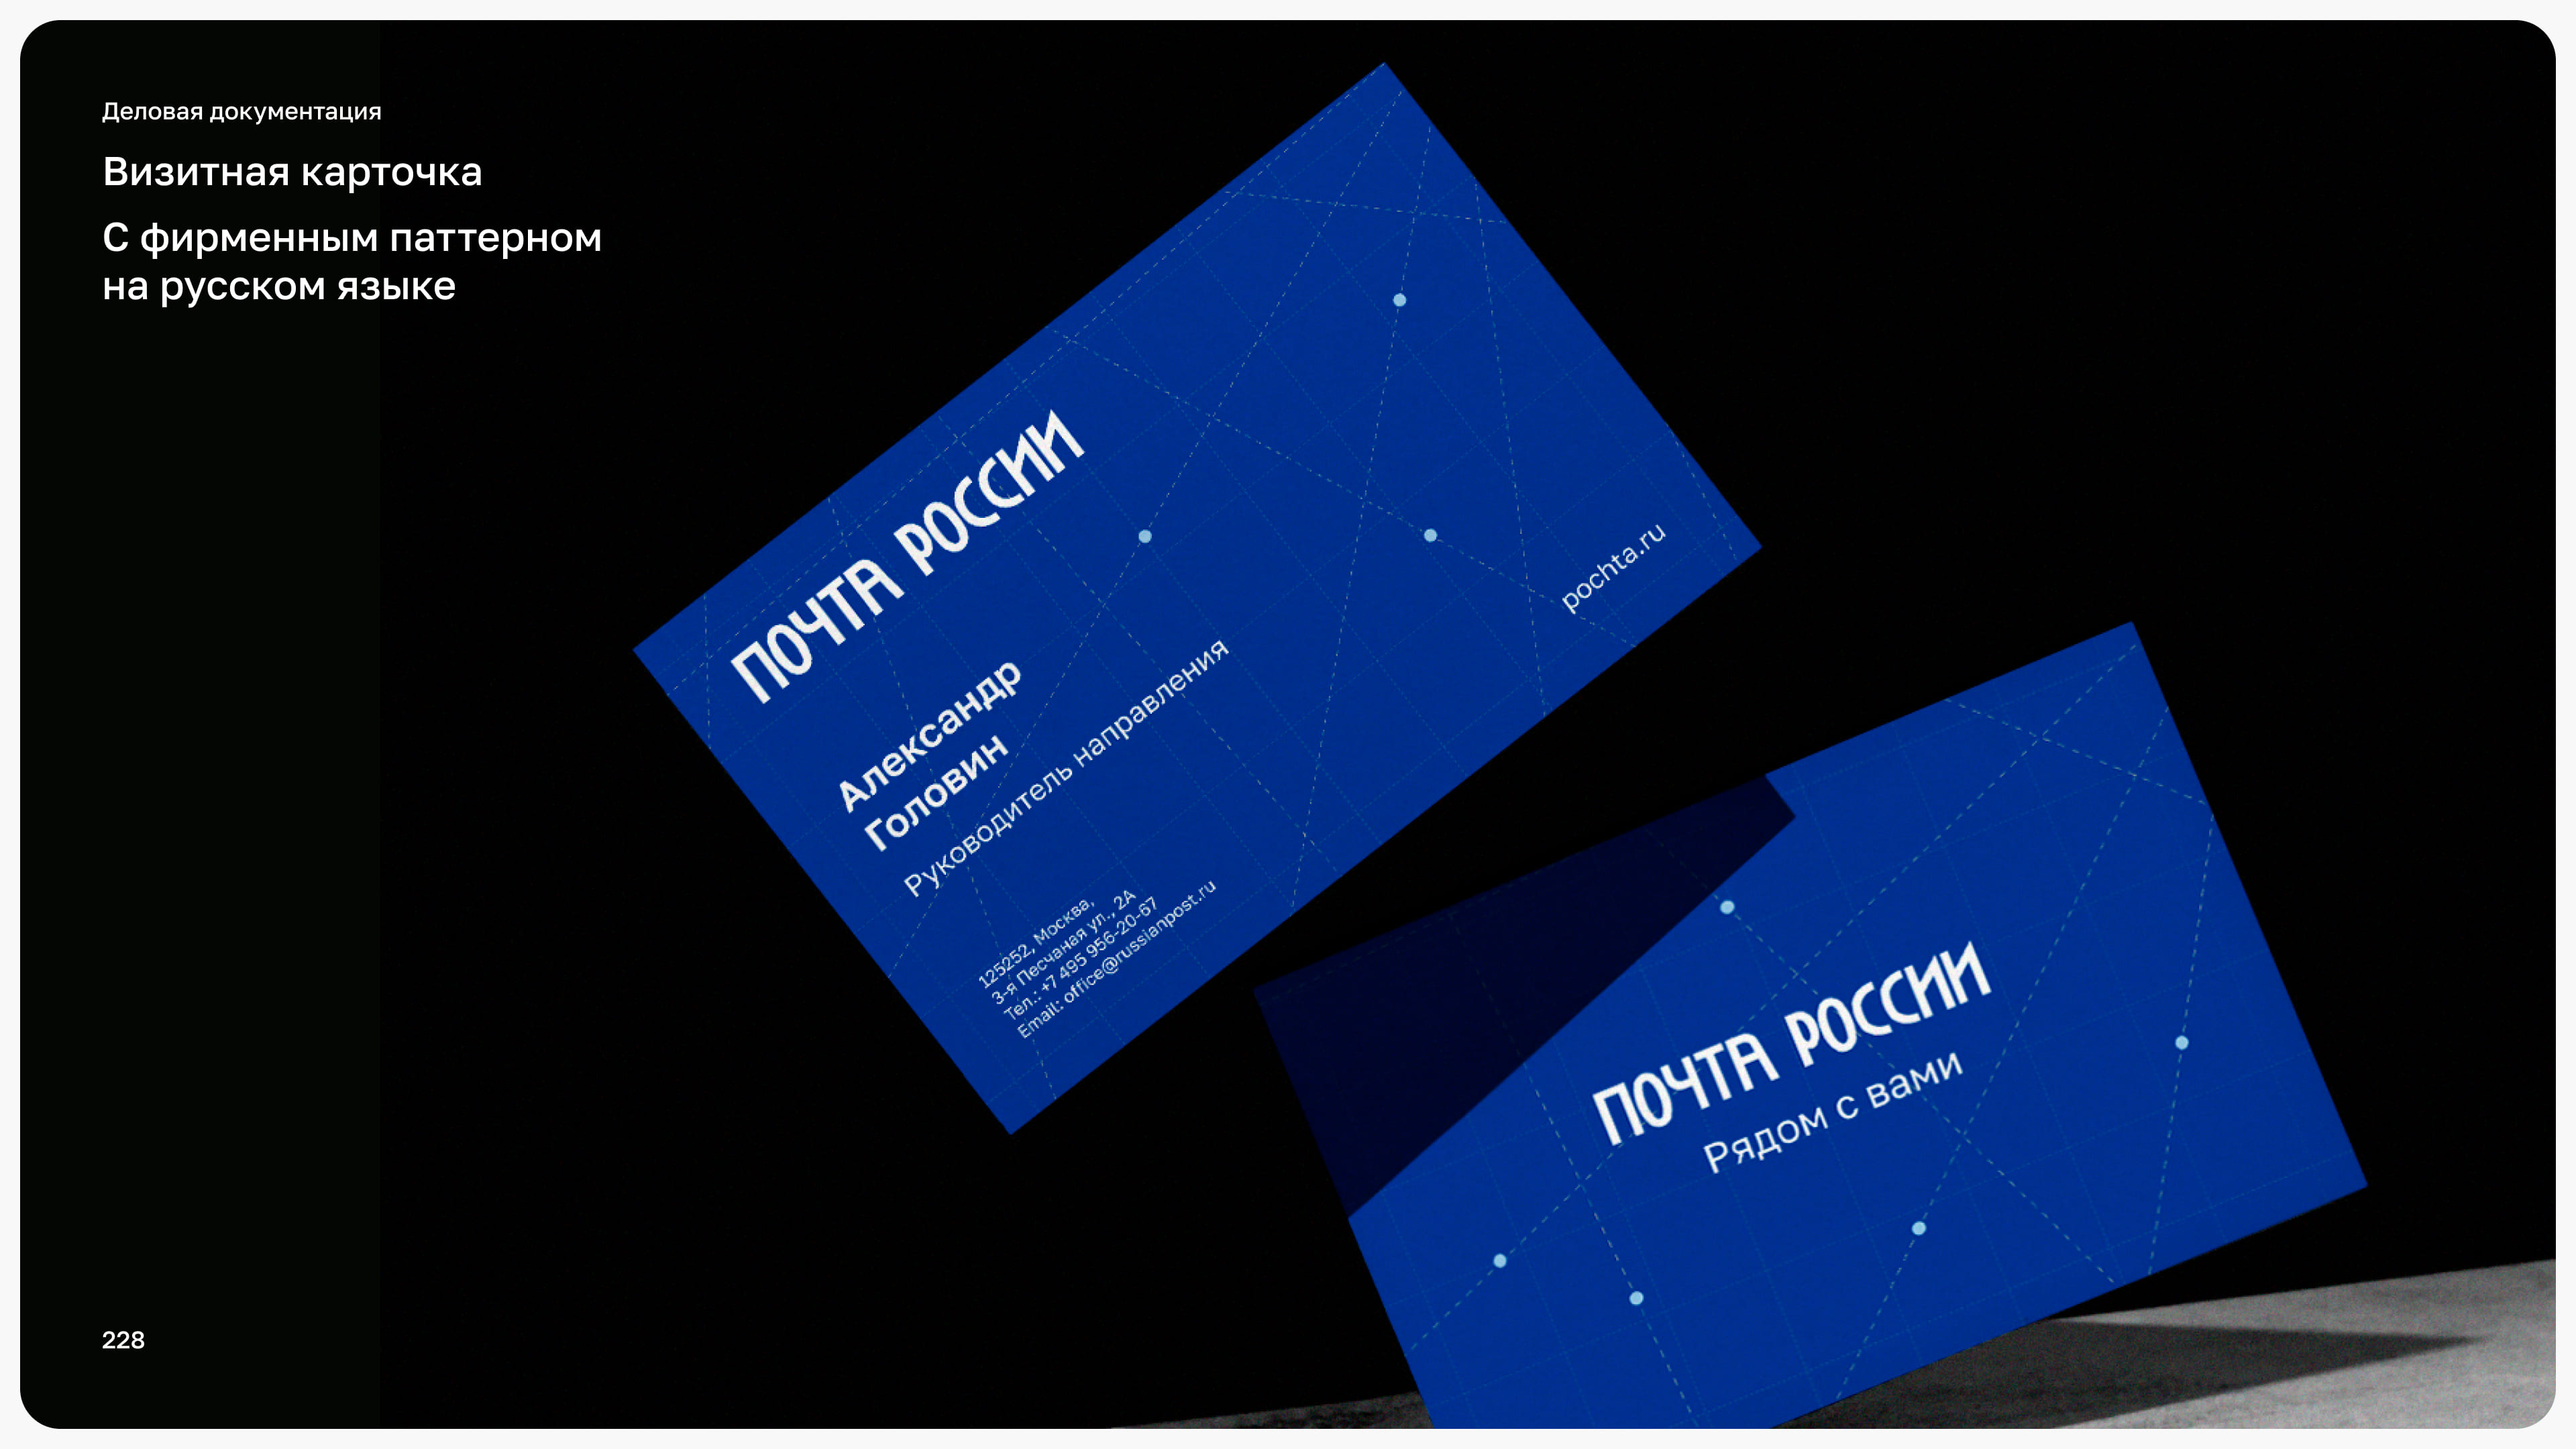 Деловая документация
Визитная карточка
С фирменным паттерном
на русском языке
ПОЧТА РОССИИ
Александр
Головин
Руководитель направления
125252, Москва,
3-я Песчаная ул., 2А
Тел.: +7 495 956-20-67
Email: office@russianpost.ru
pochta.ru
ПОЧТА РОССИИ
Рядом с вами
228